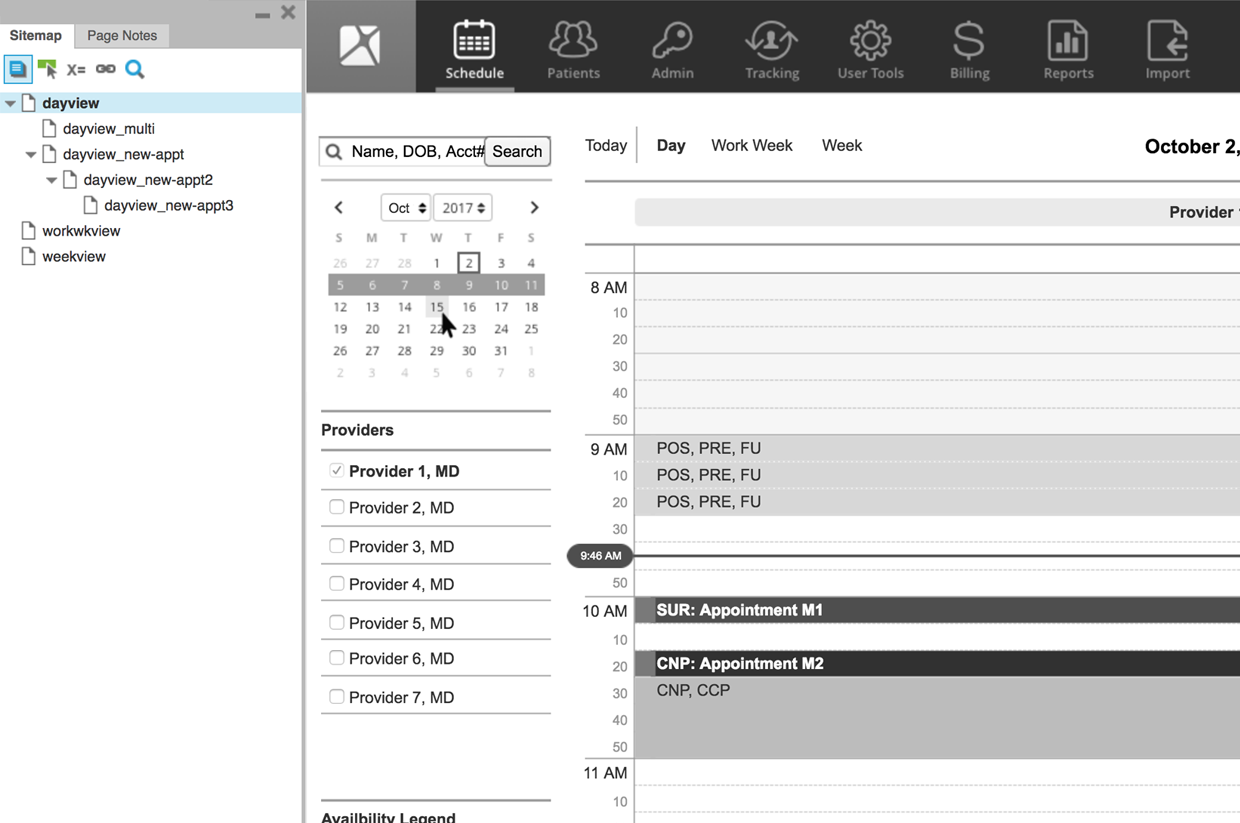 Sitemap
Page Notes
X=
dayview
dayview_multi
dayview_new-appt
dayview_new-appt2
dayview_new-appt3
workwkview
weekview
Schedule
Patients
Admin
Tracking
User Tools
$
Billing
Reports
Import
Name, DOB, Acct#
Search
Oct
2017
S M T W T F S
26 27 28 1 2 3 4
5 6 7 8 9 10 11
12 13 14 15 16 17 18
19 20 21 22 23 24 25
26 27 28 29 30 31 1
2 3 4 5 6 7 8
Providers
Provider 1, MD
Provider 2, MD
Provider 3, MD
Provider 4, MD
Provider 5, MD
Provider 6, MD
Provider 7, MD
Availbility Legend
Today
Day
Work Week
Week
October 2,
Provider
8 AM
10
20
30
40
50
9 AM POS, PRE, FU
10 POS, PRE, FU
20 POS, PRE, FU
30
9:46 AM
50
10 AM SUR: Appointment M1
10
20 CNP: Appointment M2
30 CNP, CCP
40
50
11 AM
10